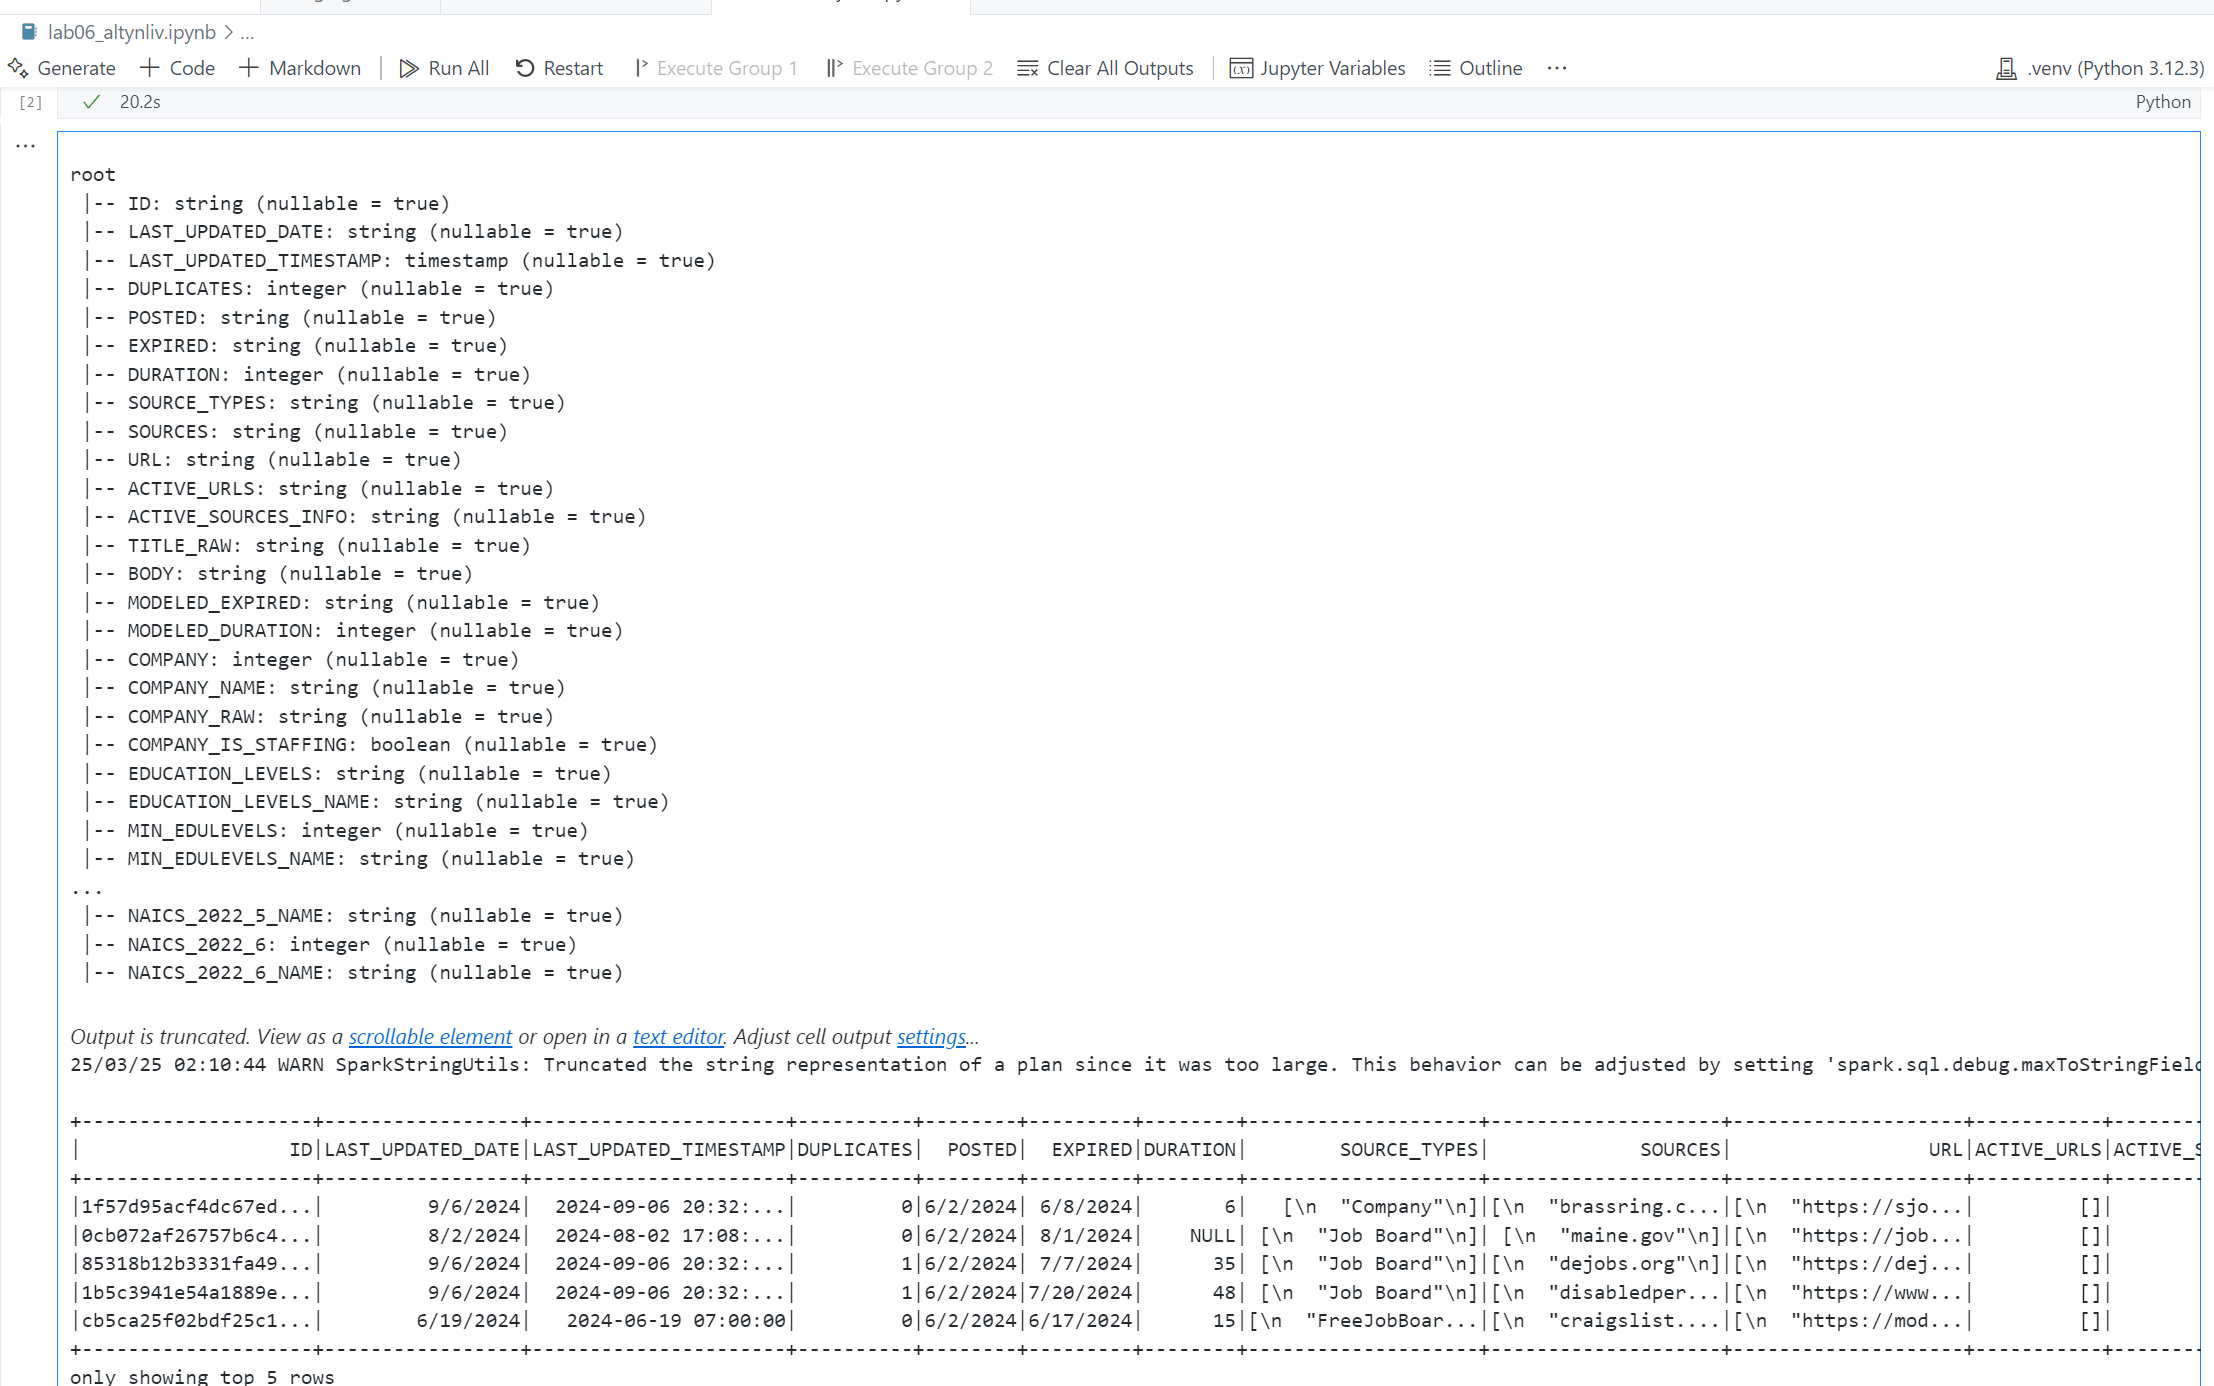 lab06_altynliv.ipynb > ...
Generate + Code + Markdown | Run All Restart Execute Group 1 Execute Group 2 Clear All Outputs | Jupyter Variables Outline ... .venv (Python 3.12.3)
[2] ✓ 20.2s Python
...
root
 |-- ID: string (nullable = true)
 |-- LAST_UPDATED_DATE: string (nullable = true)
 |-- LAST_UPDATED_TIMESTAMP: timestamp (nullable = true)
 |-- DUPLICATES: integer (nullable = true)
 |-- POSTED: string (nullable = true)
 |-- EXPIRED: string (nullable = true)
 |-- DURATION: integer (nullable = true)
 |-- SOURCE_TYPES: string (nullable = true)
 |-- SOURCES: string (nullable = true)
 |-- URL: string (nullable = true)
 |-- ACTIVE_URLS: string (nullable = true)
 |-- ACTIVE_SOURCES_INFO: string (nullable = true)
 |-- TITLE_RAW: string (nullable = true)
 |-- BODY: string (nullable = true)
 |-- MODELED_EXPIRED: string (nullable = true)
 |-- MODELED_DURATION: integer (nullable = true)
 |-- COMPANY: integer (nullable = true)
 |-- COMPANY_NAME: string (nullable = true)
 |-- COMPANY_RAW: string (nullable = true)
 |-- COMPANY_IS_STAFFING: boolean (nullable = true)
 |-- EDUCATION_LEVELS: string (nullable = true)
 |-- EDUCATION_LEVELS_NAME: string (nullable = true)
 |-- MIN_EDULEVELS: integer (nullable = true)
 |-- MIN_EDULEVELS_NAME: string (nullable = true)
...
 |-- NAICS_2022_5_NAME: string (nullable = true)
 |-- NAICS_2022_6: integer (nullable = true)
 |-- NAICS_2022_6_NAME: string (nullable = true)
Output is truncated. View as a scrollable element or open in a text editor. Adjust cell output settings...
25/03/25 02:10:44 WARN SparkStringUtils: Truncated the string representation of a plan since it was too large. This behavior can be adjusted by setting 'spark.sql.debug.maxToStringField
+--------------------+-----------------+----------------------+----------+--------+---------+--------+--------------------+--------------------+--------------------+-----------+--------
|                  ID|LAST_UPDATED_DATE|LAST_UPDATED_TIMESTAMP|DUPLICATES|  POSTED|  EXPIRED|DURATION|        SOURCE_TYPES|             SOURCES|                 URL|ACTIVE_URLS|ACTIVE_S
+--------------------+-----------------+----------------------+----------+--------+---------+--------+--------------------+--------------------+--------------------+-----------+--------
|1f57d95acf4dc67ed...|         9/6/2024|  2024-09-06 20:32:...|         0|6/2/2024| 6/8/2024|       6|   [\n  "Company"\n]|[\n  "brassring.c...|[\n  "https://sjo...|         []|
|0cb072af26757b6c4...|         8/2/2024|  2024-08-02 17:08:...|         0|6/2/2024| 8/1/2024|    NULL| [\n  "Job Board"\n]| [\n  "maine.gov"\n]|[\n  "https://job...|         []|
|85318b12b3331fa49...|         9/6/2024|  2024-09-06 20:32:...|         1|6/2/2024| 7/7/2024|      35| [\n  "Job Board"\n]|[\n  "dejobs.org"\n]|[\n  "https://dej...|         []|
|1b5c3941e54a1889e...|         9/6/2024|  2024-09-06 20:32:...|         1|6/2/2024|7/20/2024|      48| [\n  "Job Board"\n]|[\n  "disabledper...|[\n  "https://www...|         []|
|cb5ca25f02bdf25c1...|        6/19/2024|   2024-06-19 07:00:00|         0|6/2/2024|6/17/2024|      15|[\n  "FreeJobBoar...|[\n  "craigslist....|[\n  "https://mod...|         []|
+--------------------+-----------------+----------------------+----------+--------+---------+--------+--------------------+--------------------+--------------------+-----------+--------
only showing top 5 rows